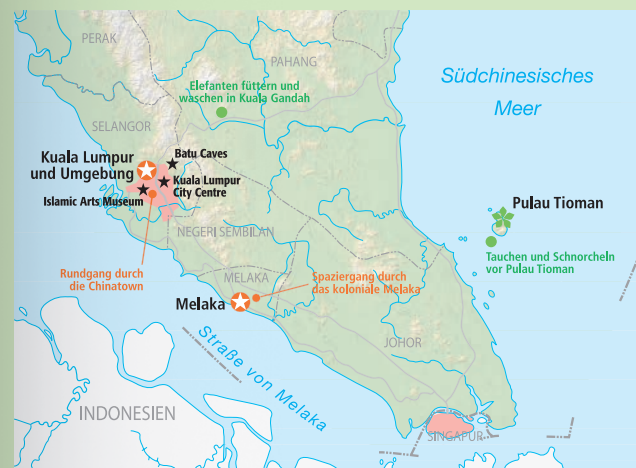 PERAK
PAHANG
Südchinesisches
Meer
Elefanten füttern und
waschen in Kuala Gandah
SELANGOR
Batu Caves
Kuala Lumpur
und Umgebung
Kuala Lumpur
City Centre
Islamic Arts Museum
Pulau Tioman
NEGERI SEMBILAN
Tauchen und Schnorcheln
vor Pulau Tioman
Rundgang durch
die Chinatown
MELAKA
Spaziergang durch
das koloniale Melaka
Melaka
Straße von Melaka
JOHOR
INDONESIEN
SINGAPUR